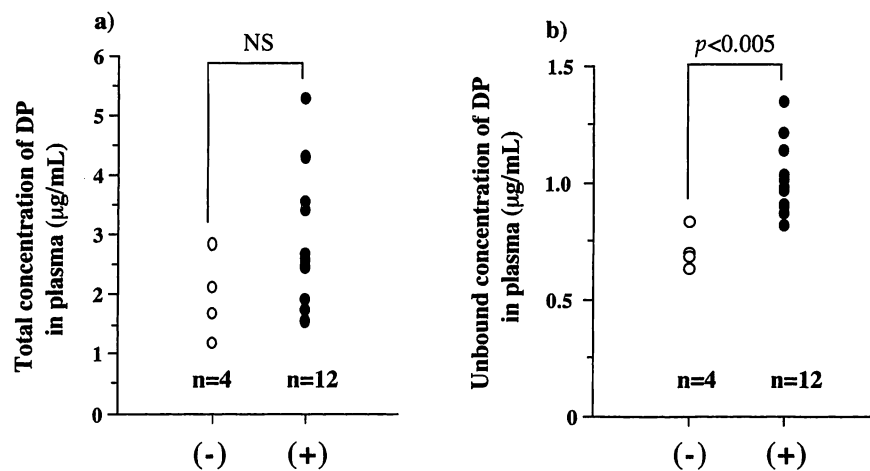 a)
NS
Total concentration of DP
in plasma (μg/mL)
6
5
4
3
2
1
0
n=4
n=12
(-)
(+)
b)
p<0.005
Unbound concentration of DP
in plasma (μg/mL)
1.5
1.0
0.5
0
n=4
n=12
(-)
(+)